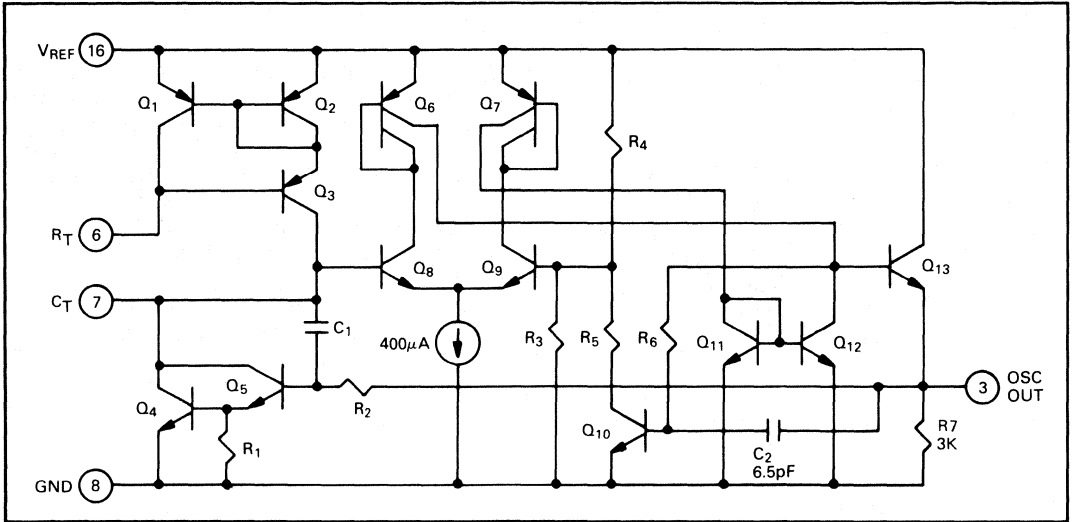 VREF 16
Q1
Q2
Q6
Q7
R4
Q3
RT 6
Q8
Q9
Q13
CT 7
C1
400μA
R3
R5
R6
Q11
Q12
Q5
Q4
R2
3 OSC OUT
R1
Q10
C2
6.5pF
R7
3K
GND 8